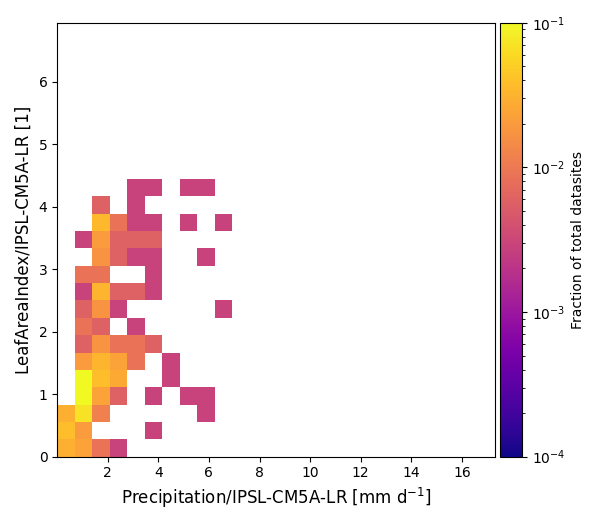 6
5
4
3
2
1
0
2 4 6 8 10 12 14 16
LeafAreaIndex/IPSL-CM5A-LR [1]
Precipitation/IPSL-CM5A-LR [mm d⁻¹]
10⁻¹
10⁻²
10⁻³
10⁻⁴
Fraction of total datasites